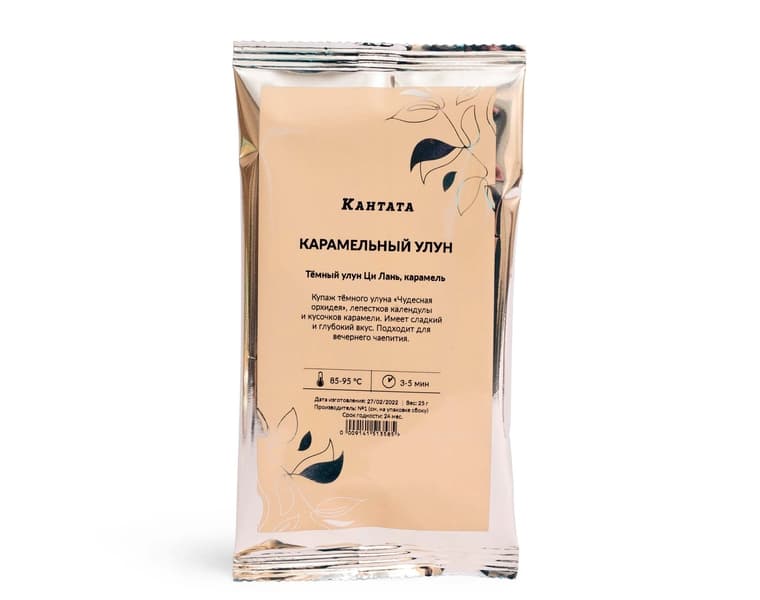 Кантата
КАРАМЕЛЬНЫЙ УЛУН
Тёмный улун Ци Лань, карамель
Купаж тёмного улуна «Чудесная
орхидея», лепестков календулы
и кусочков карамели. Имеет сладкий
и глубокий вкус. Подходит для
вечернего чаепития.
85-95 °C
3-5 мин
Дата изготовления: 27/02/2022 | Вес: 25 г
Производитель: №1 (см. на упаковке сбоку)
Срок годности: 24 мес.